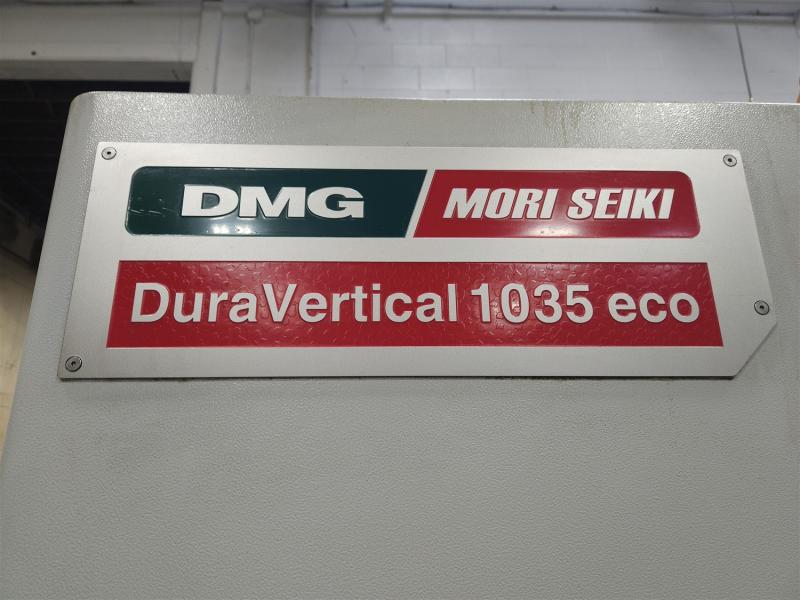 DMG MORI SEIKI
DuraVertical 1035 eco